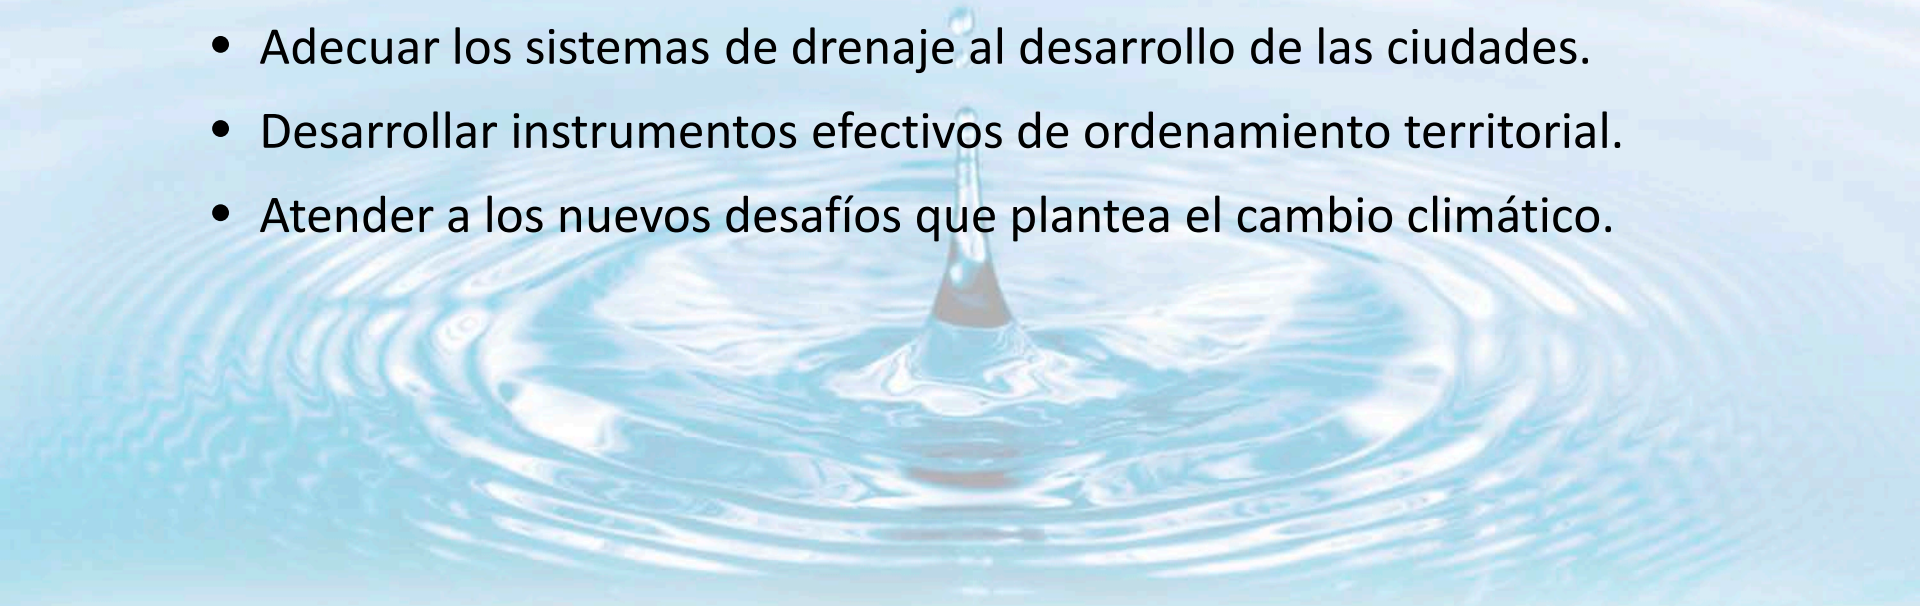 • Adecuar los sistemas de drenaje al desarrollo de las ciudades.
• Desarrollar instrumentos efectivos de ordenamiento territorial.
• Atender a los nuevos desafíos que plantea el cambio climático.